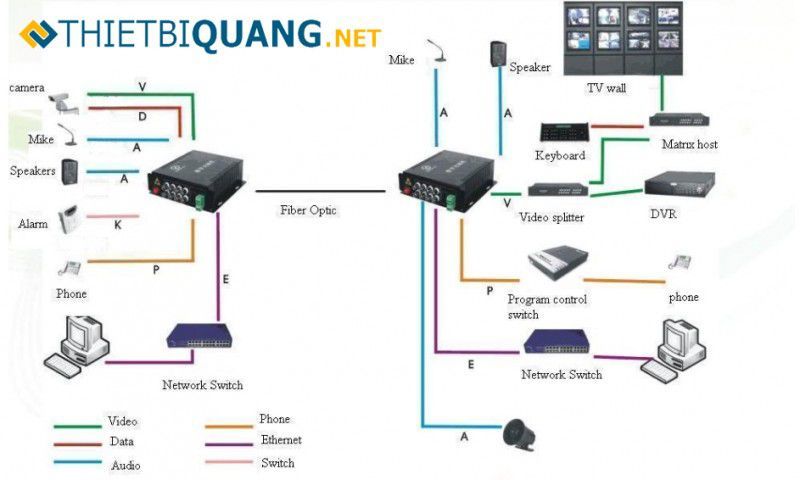 THIETBIQUANG.NET
camera
V
D
Mike
A
Speakers
A
Alarm
K
Phone
P
E
Network Switch
Fiber Optic
Mike
A
Speaker
A
TV wall
Keyboard
Matrix host
V
Video splitter
DVR
P
Program control
switch
phone
E
Network Switch
A
Video
Data
Audio
Phone
Ethernet
Switch